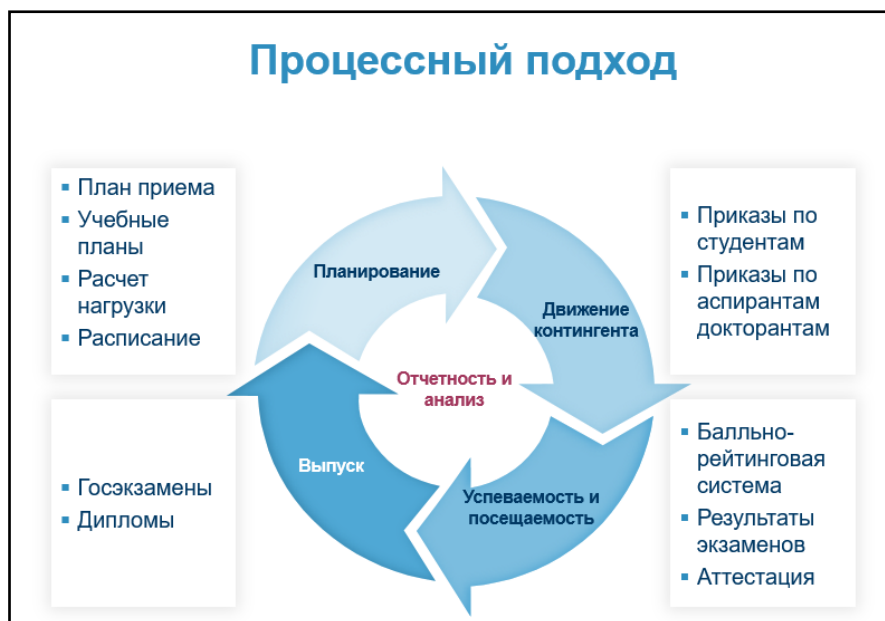 Процессный подход
▪ План приема
▪ Учебные
планы
▪ Расчет
нагрузки
▪ Расписание
Планирование
Движение
контингента
▪ Приказы по
студентам
▪ Приказы по
аспирантам
докторантам
Отчетность и
анализ
▪ Госэкзамены
▪ Дипломы
Выпуск
Успеваемость и
посещаемость
▪ Балльно-
рейтинговая
система
▪ Результаты
экзаменов
▪ Аттестация